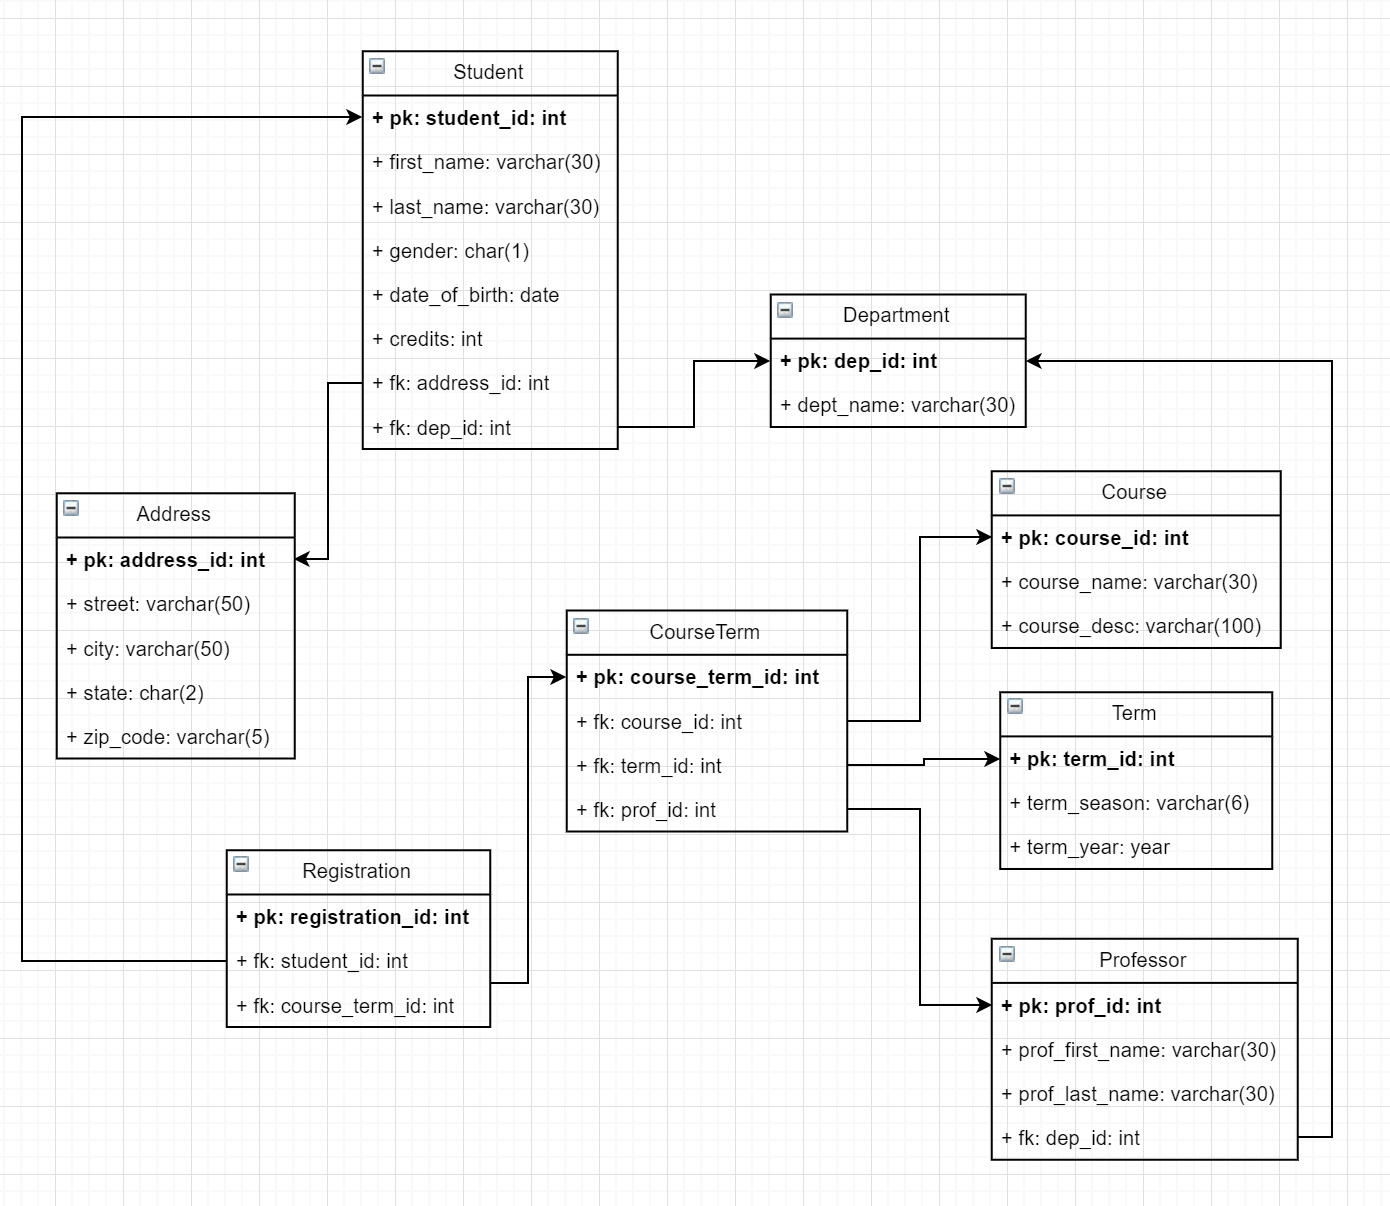 Student
+ pk: student_id: int
+ first_name: varchar(30)
+ last_name: varchar(30)
+ gender: char(1)
+ date_of_birth: date
+ credits: int
+ fk: address_id: int
+ fk: dep_id: int
Department
+ pk: dep_id: int
+ dept_name: varchar(30)
Address
+ pk: address_id: int
+ street: varchar(50)
+ city: varchar(50)
+ state: char(2)
+ zip_code: varchar(5)
Course
+ pk: course_id: int
+ course_name: varchar(30)
+ course_desc: varchar(100)
CourseTerm
+ pk: course_term_id: int
+ fk: course_id: int
+ fk: term_id: int
+ fk: prof_id: int
Term
+ pk: term_id: int
+ term_season: varchar(6)
+ term_year: year
Registration
+ pk: registration_id: int
+ fk: student_id: int
+ fk: course_term_id: int
Professor
+ pk: prof_id: int
+ prof_first_name: varchar(30)
+ prof_last_name: varchar(30)
+ fk: dep_id: int